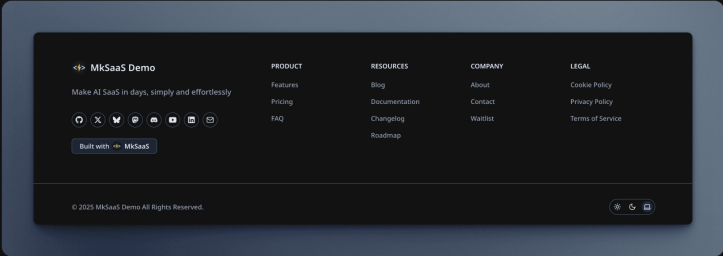 MkSaaS Demo
Make AI SaaS in days, simply and effortlessly
Built with MkSaaS
PRODUCT
Features
Pricing
FAQ
RESOURCES
Blog
Documentation
Changelog
Roadmap
COMPANY
About
Contact
Waitlist
LEGAL
Cookie Policy
Privacy Policy
Terms of Service
© 2025 MkSaaS Demo All Rights Reserved.